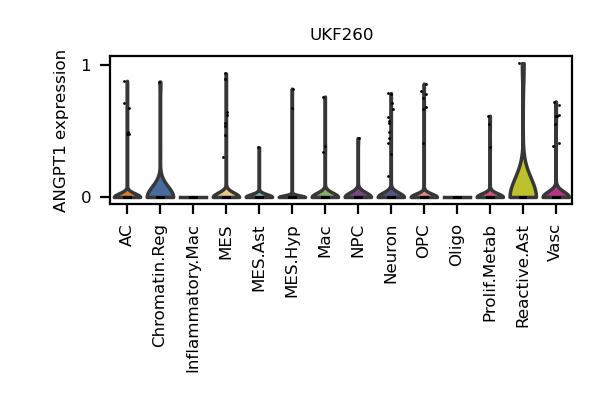 UKF260
ANGPT1 expression
1
0
AC
Chromatin.Reg
Inflammatory.Mac
MES
MES.Ast
MES.Hyp
Mac
NPC
Neuron
OPC
Oligo
Prolif.Metab
Reactive.Ast
Vasc